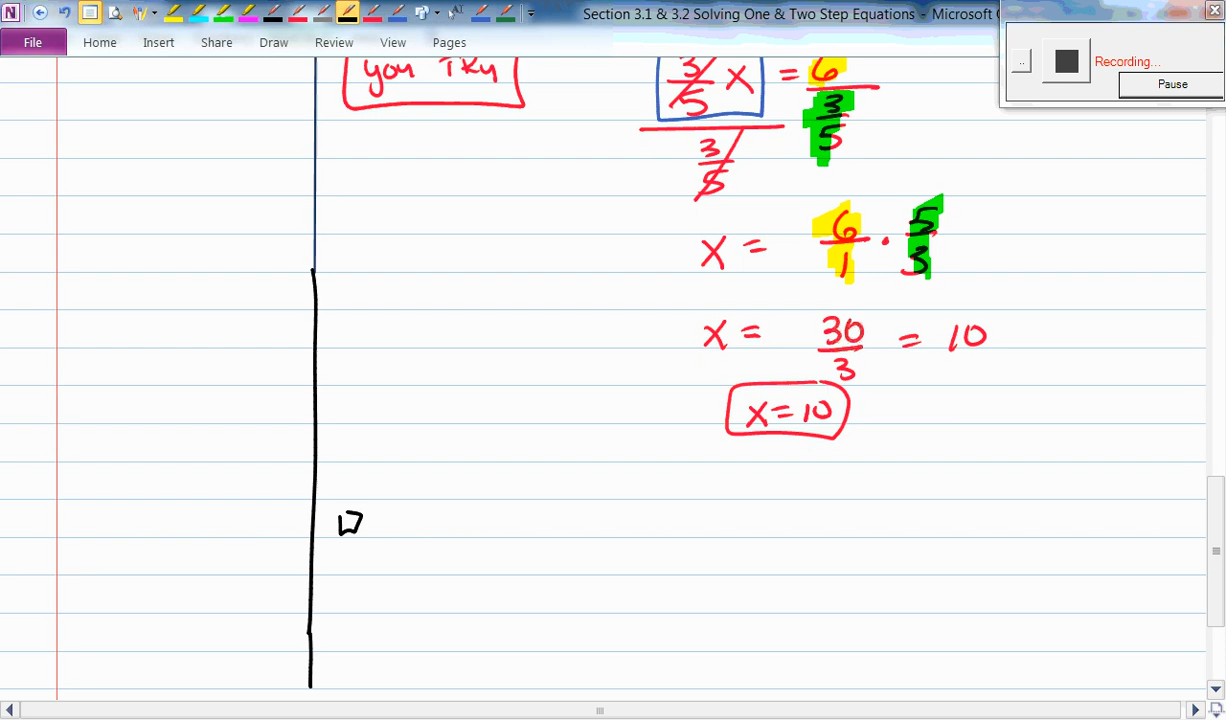 Section 3.1 & 3.2 Solving One & Two Step Equations - Microsoft
File Home Insert Share Draw Review View Pages
Recording...
Pause
you TRY
3/5 x = 6
3/5 3/5
x = 6/1 · 5/3
x = 30/3 = 10
x = 10